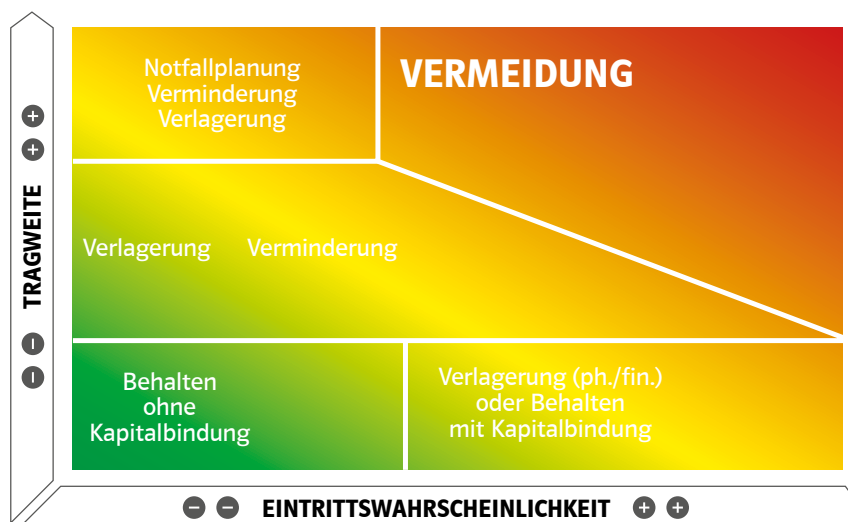 Notfallplanung
Verminderung
Verlagerung
VERMEIDUNG
Verlagerung
Verminderung
Behalten
ohne
Kapitalbindung
Verlagerung (ph./fin.)
oder Behalten
mit Kapitalbindung
− − TRAGWEITE + +
− − EINTRITTSWAHRSCHEINLICHKEIT + +